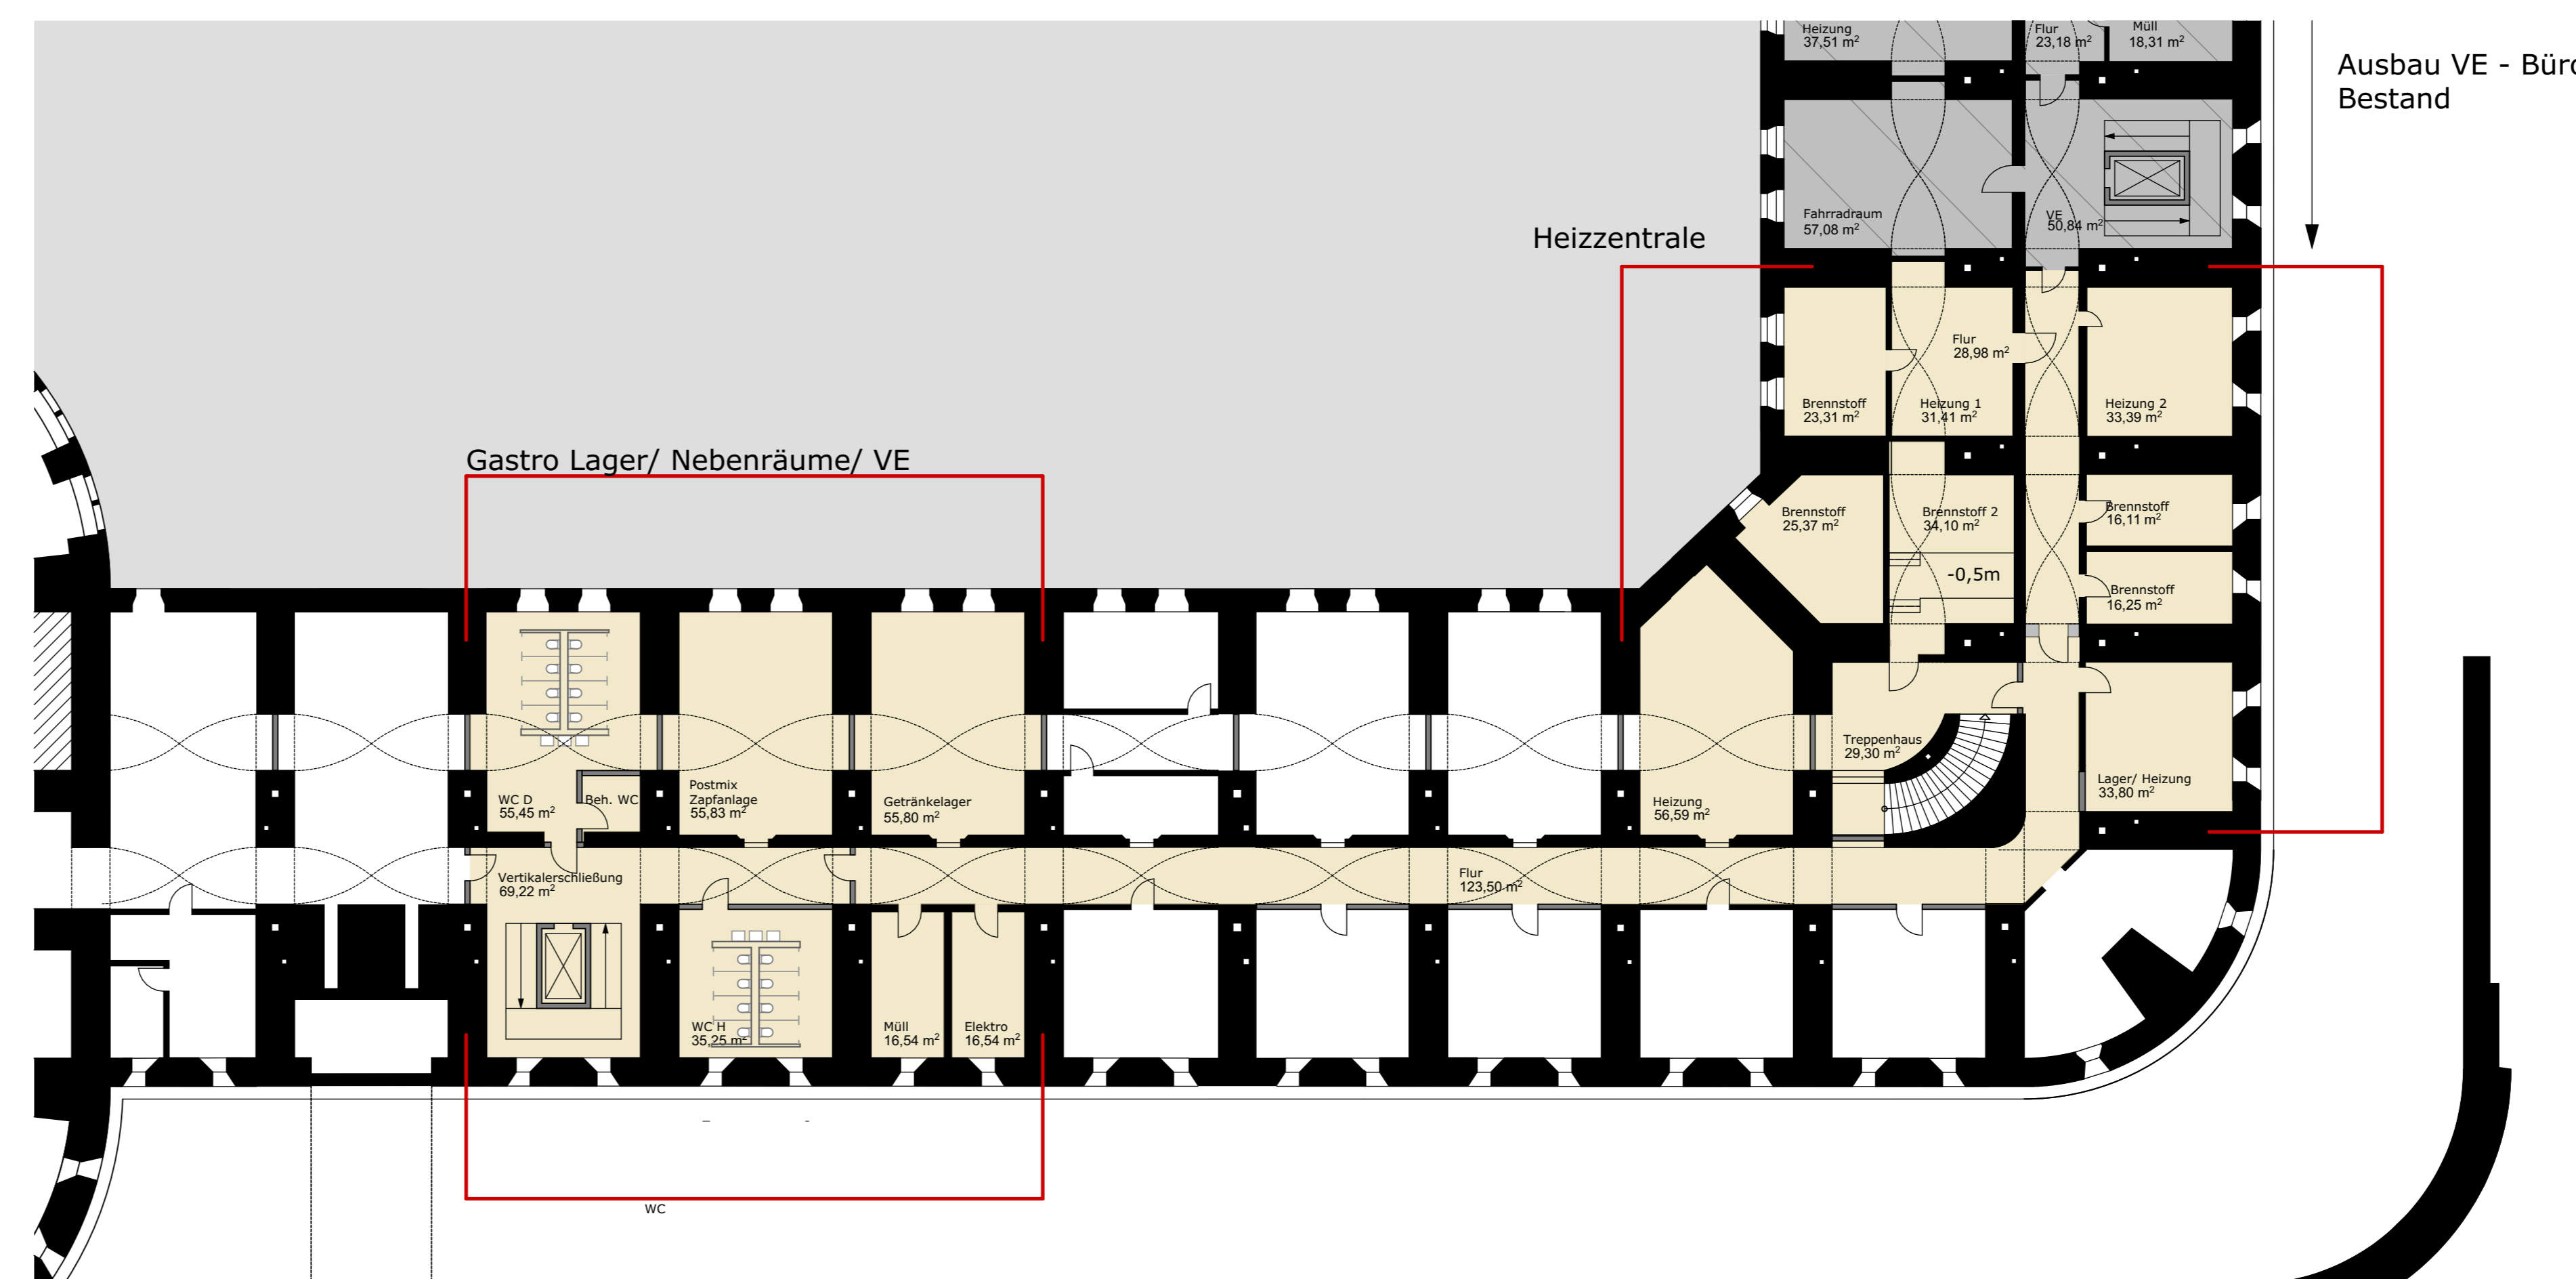 Heizung
37,51 m²
Flur
23,18 m²
Müll
18,31 m²
Ausbau VE - Büro
Bestand
Fahrradraum
57,08 m²
VE
50,84 m²
Heizzentrale
Flur
28,98 m²
Brennstoff
23,31 m²
Heizung 1
31,41 m²
Heizung 2
33,39 m²
Gastro Lager/ Nebenräume/ VE
Brennstoff
25,37 m²
Brennstoff 2
34,10 m²
Brennstoff
16,11 m²
-0,5m
Brennstoff
16,25 m²
Treppenhaus
29,30 m²
Lager/ Heizung
33,80 m²
WC D
55,45 m²
Beh. WC
Postmix
Zapfanlage
55,83 m²
Getränkelager
55,80 m²
Heizung
56,59 m²
Vertikalerschließung
69,22 m²
Flur
123,50 m²
WC H
35,25 m²
Müll
16,54 m²
Elektro
16,54 m²
WC